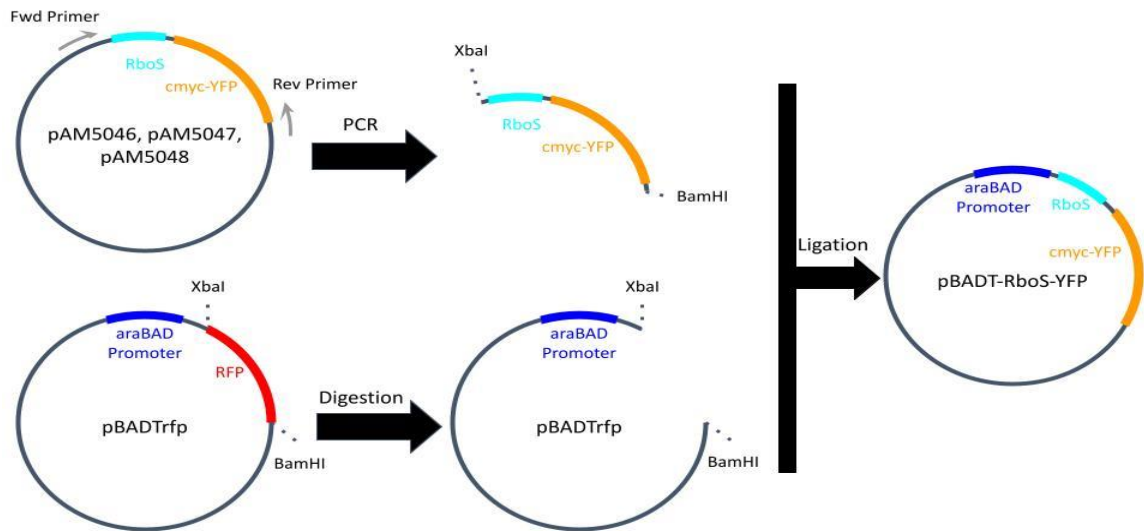 Fwd Primer
RboS
cmyc-YFP
Rev Primer
pAM5046, pAM5047,
pAM5048
PCR
XbaI
RboS
cmyc-YFP
BamHI
XbaI
araBAD
Promoter
RFP
pBADTrfp
BamHI
Digestion
XbaI
araBAD
Promoter
pBADTrfp
BamHI
Ligation
araBAD
Promoter
RboS
cmyc-YFP
pBADT-RboS-YFP